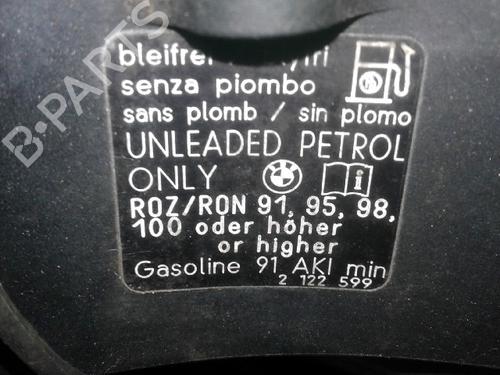 bleifrei
senza piombo
sans plomb / sin plomo
UNLEADED PETROL
ONLY
ROZ/RON 91, 95, 98,
100 oder höher
or higher
Gasoline 91 AKI min
2 122 599
B-PARTS